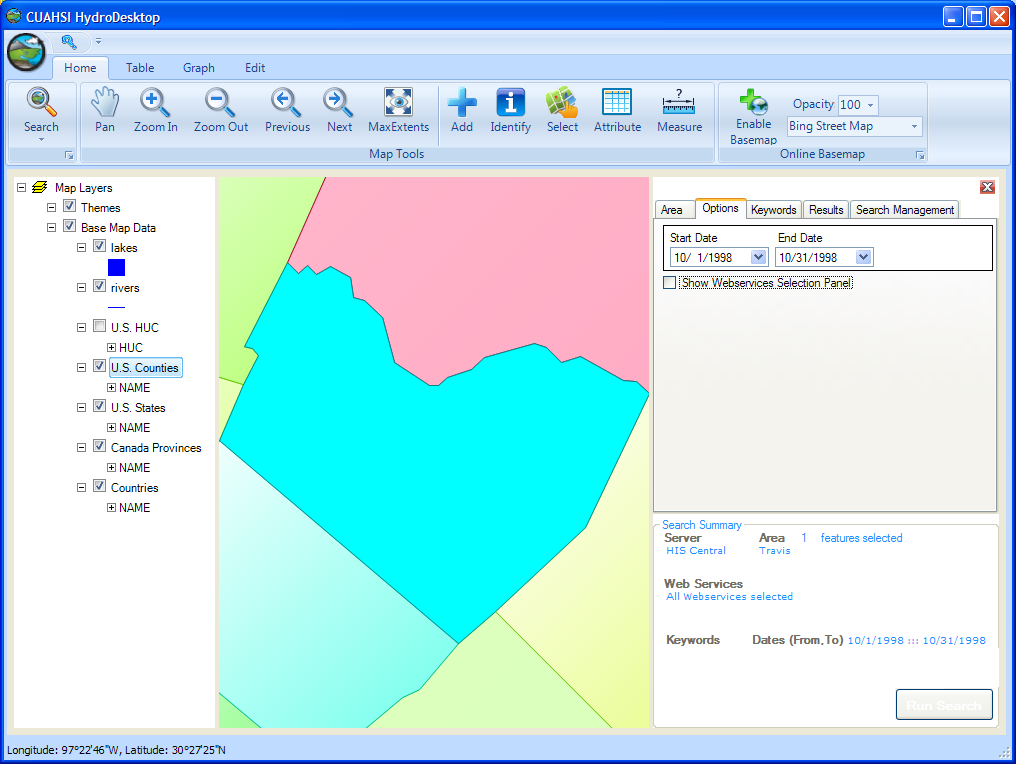 CUAHSI HydroDesktop
Home Table Graph Edit
Search Pan Zoom In Zoom Out Previous Next MaxExtents Add Identify Select Attribute Measure Enable Basemap Opacity 100
Bing Street Map
Map Tools Online Basemap
Map Layers
Themes
Base Map Data
lakes
rivers
U.S. HUC
HUC
U.S. Counties
NAME
U.S. States
NAME
Canada Provinces
NAME
Countries
NAME
Area Options Keywords Results Search Management
Start Date End Date
10/ 1/1998 10/31/1998
Show Webservices Selection Panel
Search Summary
Server Area 1 features selected
HIS Central Travis
Web Services
All Webservices selected
Keywords Dates (From,To) 10/1/1998 ::: 10/31/1998
Run Search
Longitude: 97°22'46"W, Latitude: 30°27'25"N